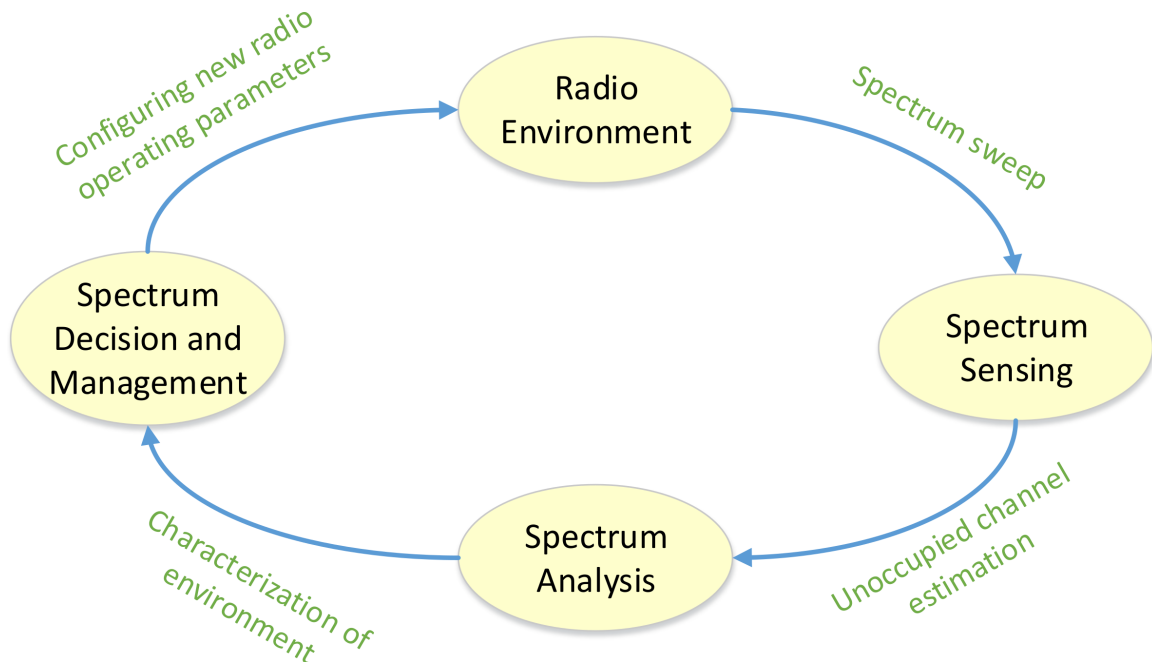 Configuring new radio
operating parameters
Radio
Environment
Spectrum sweep
Spectrum
Decision and
Management
Spectrum
Sensing
Characterization of
environment
Spectrum
Analysis
Unoccupied channel
estimation